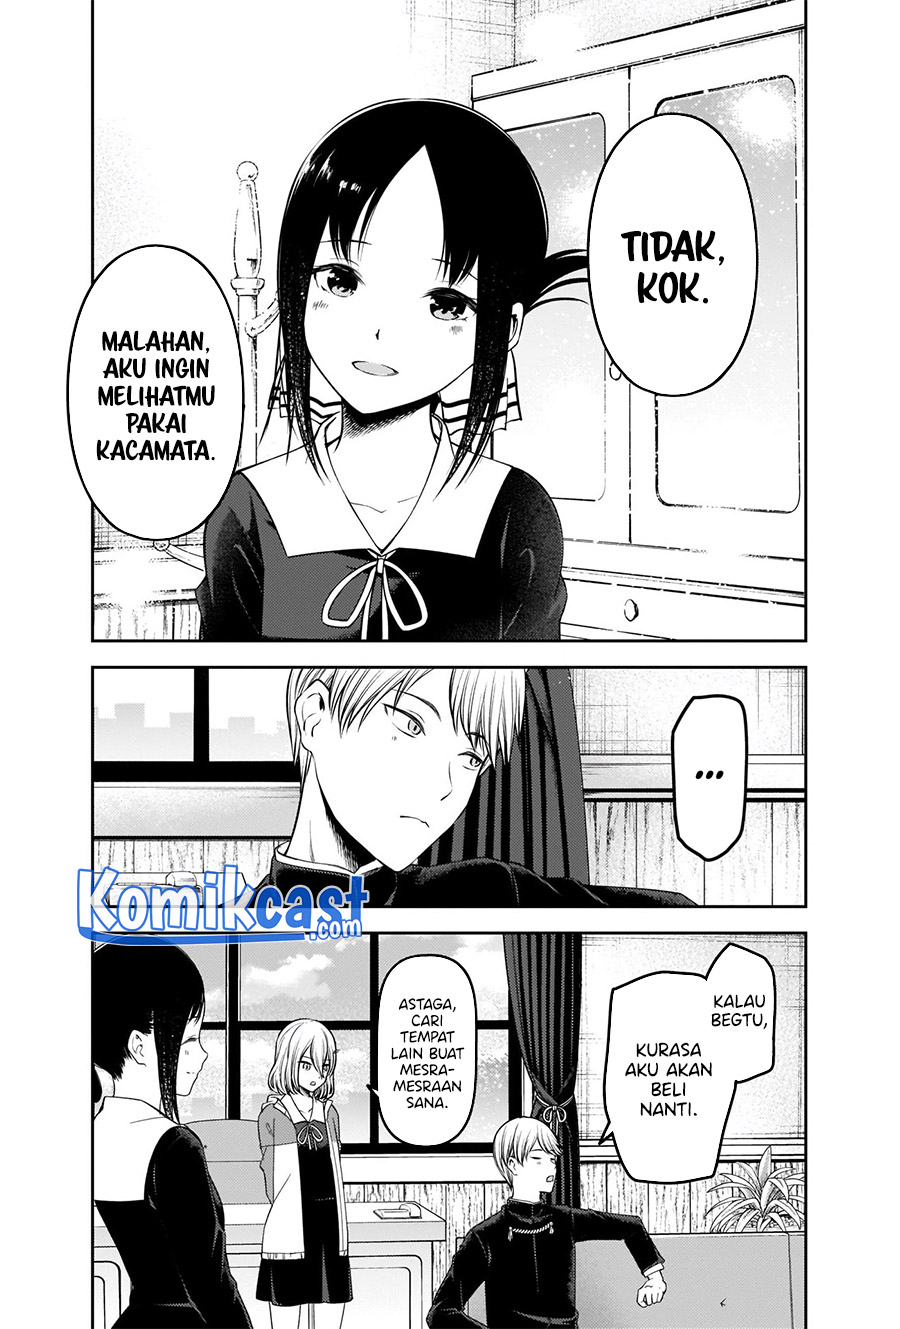 TIDAK,
KOK.
MALAHAN,
AKU INGIN
MELIHATMU
PAKAI
KACAMATA.
...
Komikcast
.com
KALAU
BEGTU,
KURASA
AKU AKAN
BELI
NANTI.
ASTAGA,
CARI
TEMPAT
LAIN BUAT
MESRA-
MESRAAN
SANA.